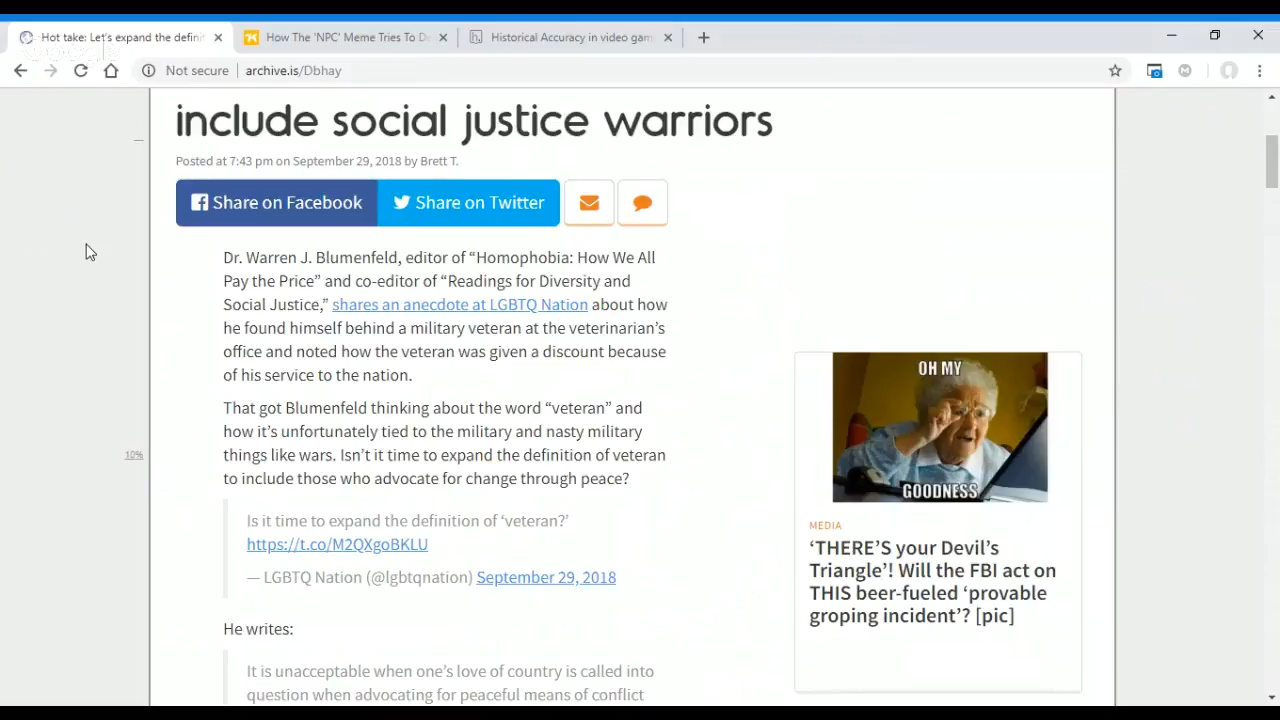 Hot take: Let's expand the defini
How The 'NPC' Meme Tries To De
Historical Accuracy in video gam
Not secure
archive.is/Dbhay
include social justice warriors
Posted at 7:43 pm on September 29, 2018 by Brett T.
Share on Facebook
Share on Twitter
Dr. Warren J. Blumenfeld, editor of “Homophobia: How We All
Pay the Price” and co-editor of “Readings for Diversity and
Social Justice,” shares an anecdote at LGBTQ Nation about how
he found himself behind a military veteran at the veterinarian’s
office and noted how the veteran was given a discount because
of his service to the nation.
That got Blumenfeld thinking about the word “veteran” and
how it’s unfortunately tied to the military and nasty military
things like wars. Isn’t it time to expand the definition of veteran
to include those who advocate for change through peace?
10%
Is it time to expand the definition of ‘veteran?’
https://t.co/M2QXgoBKLU
— LGBTQ Nation (@lgbtqnation) September 29, 2018
He writes:
It is unacceptable when one’s love of country is called into
question when advocating for peaceful means of conflict
OH MY
GOODNESS
MEDIA
‘THERE’S your Devil’s
Triangle’! Will the FBI act on
THIS beer-fueled ‘provable
groping incident’? [pic]